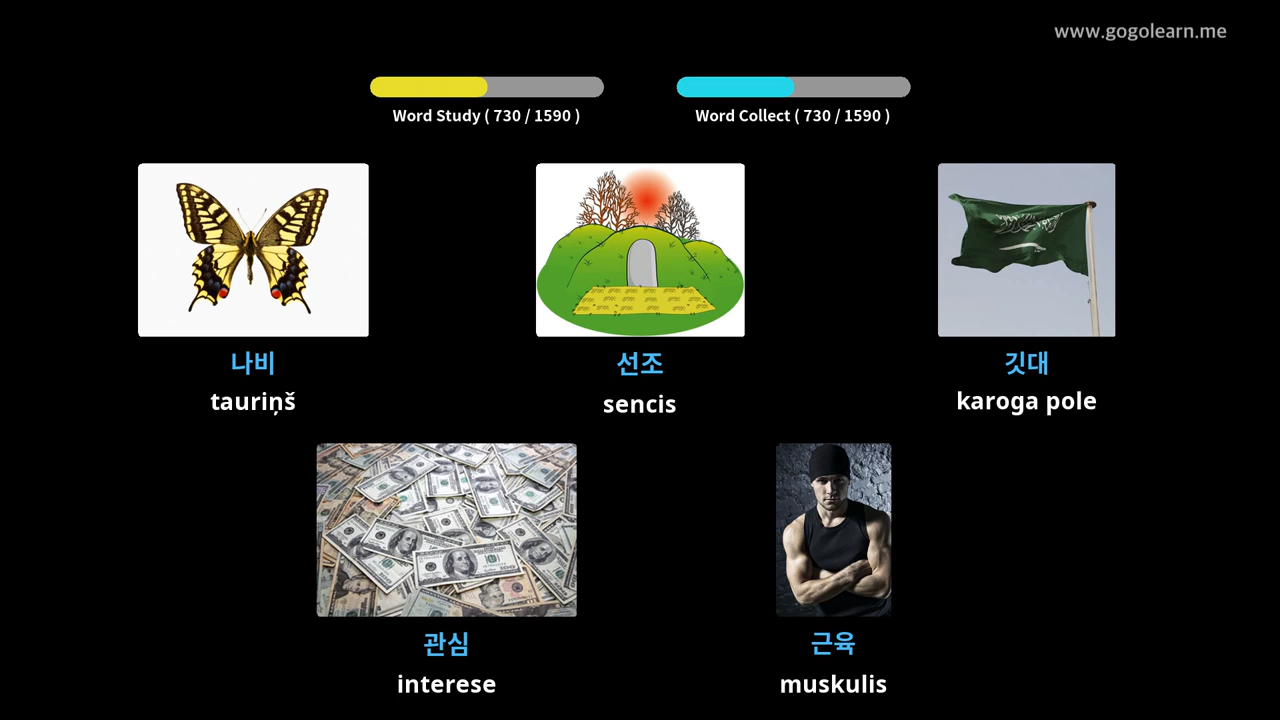 www.gogolearn.me
Word Study ( 730 / 1590 )
Word Collect ( 730 / 1590 )
나비
선조
깃대
tauriņš
sencis
karoga pole
관심
근육
interese
muskulis